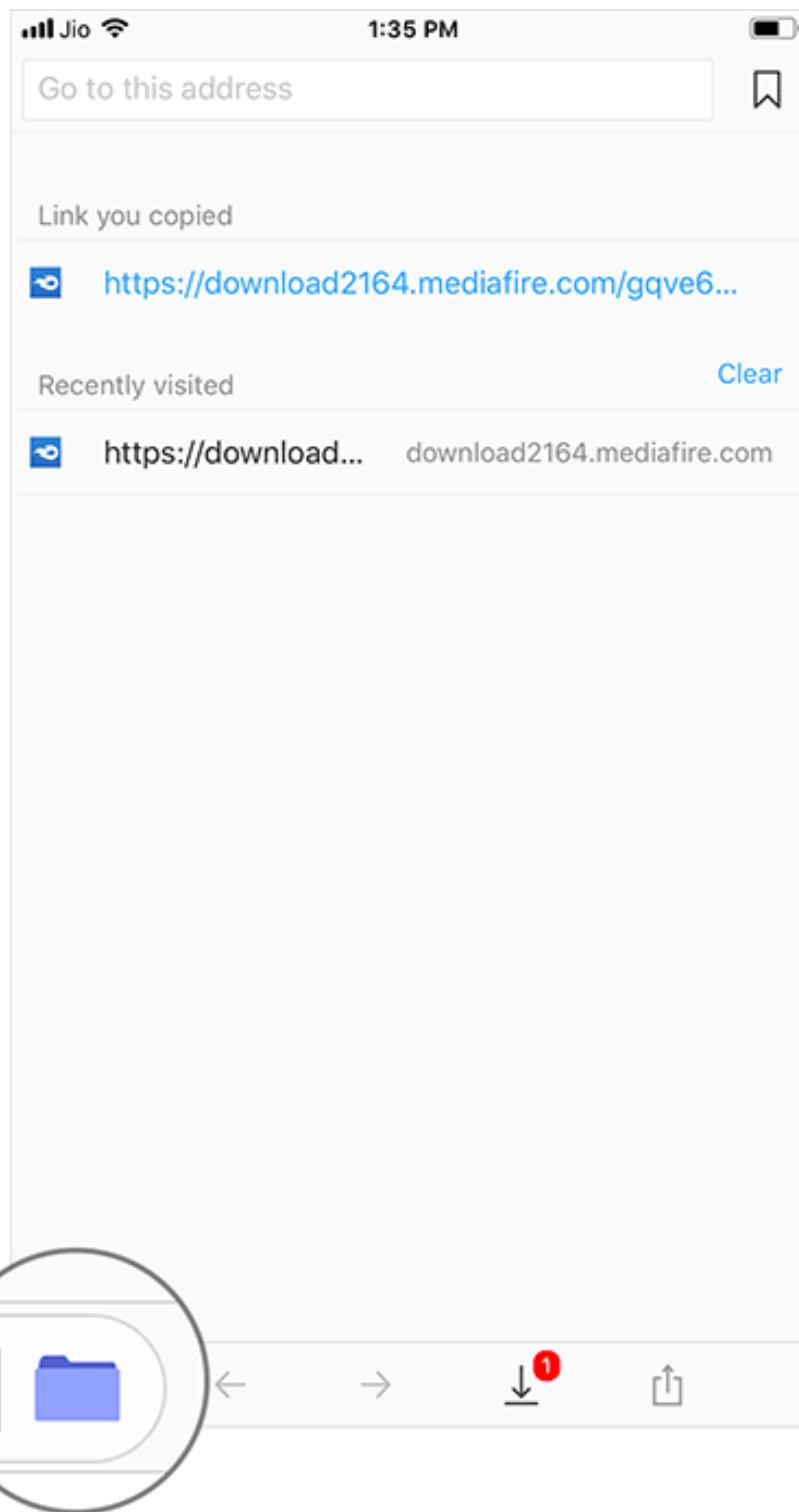 Jio 1:35 PM
Go to this address
Link you copied
https://download2164.mediafire.com/gqve6...
Recently visited Clear
https://download... download2164.mediafire.com
1